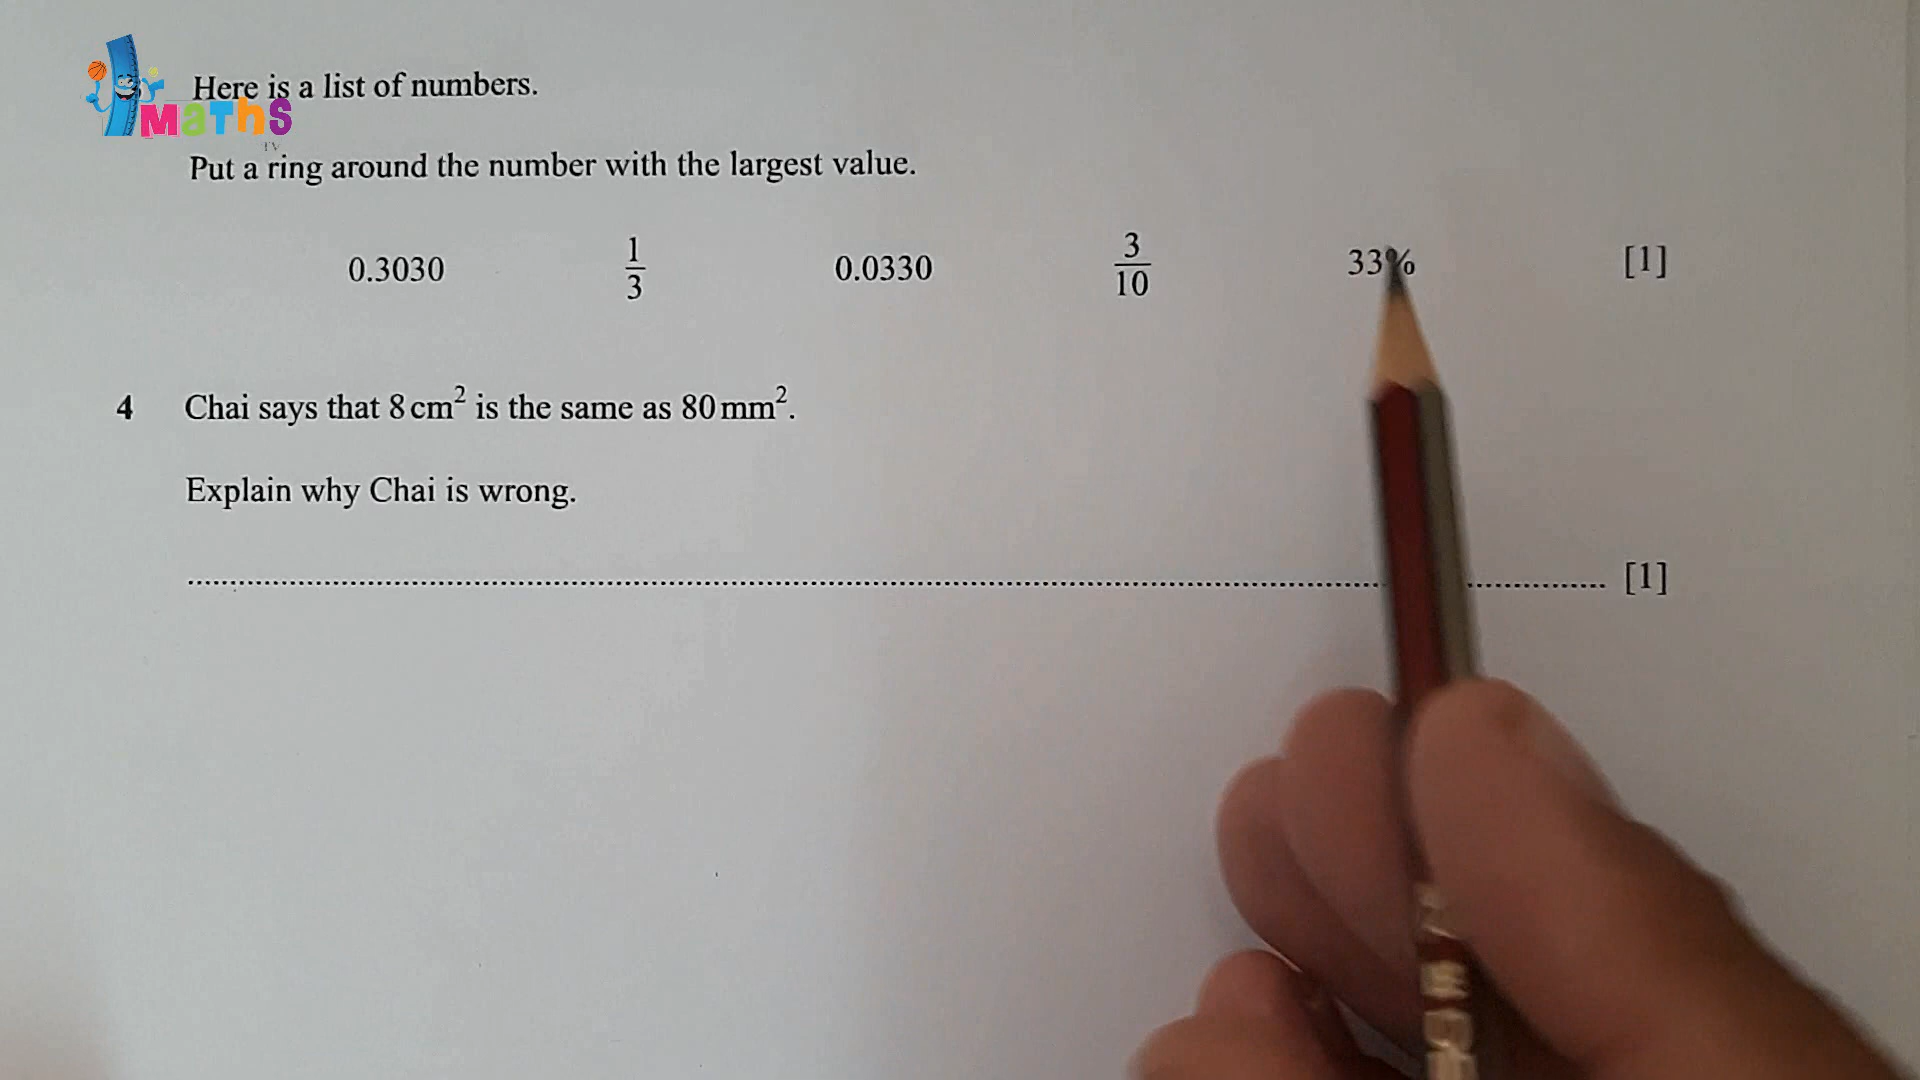 Here is a list of numbers.
MaTHS
TV
Put a ring around the number with the largest value.
0.3030 1/3 0.0330 3/10 33% [1]
4 Chai says that 8 cm² is the same as 80 mm².
Explain why Chai is wrong.
[1]